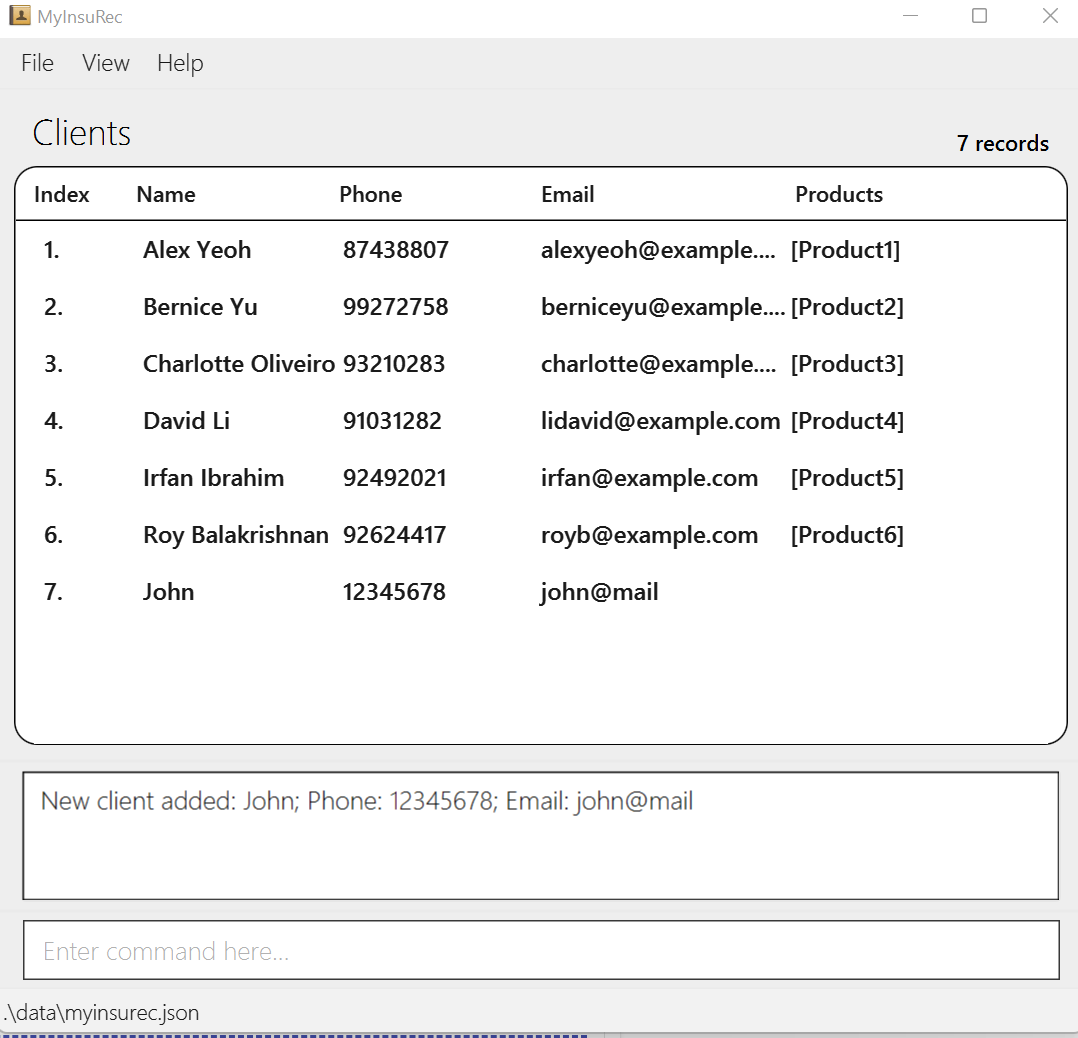 MyInsuRec
File View Help
Clients
7 records
Index Name Phone Email Products
1. Alex Yeoh 87438807 alexyeoh@example.... [Product1]
2. Bernice Yu 99272758 berniceyu@example.... [Product2]
3. Charlotte Oliveiro 93210283 charlotte@example.... [Product3]
4. David Li 91031282 lidavid@example.com [Product4]
5. Irfan Ibrahim 92492021 irfan@example.com [Product5]
6. Roy Balakrishnan 92624417 royb@example.com [Product6]
7. John 12345678 john@mail
New client added: John; Phone: 12345678; Email: john@mail
Enter command here...
.\data\myinsurec.json